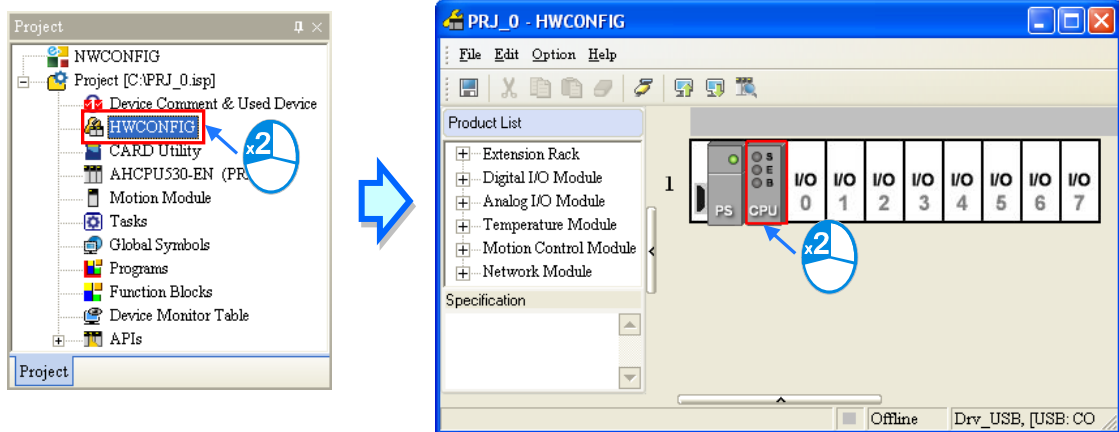 Project
NWCONFIG
Project [C:\PRJ_0.isp]
Device Comment & Used Device
HWCONFIG
x2
CARD Utility
AHCPU530-EN (PR
Motion Module
Tasks
Global Symbols
Programs
Function Blocks
Device Monitor Table
APIs
Project
PRJ_0 - HWCONFIG
File Edit Option Help
Product List
Extension Rack
Digital I/O Module
Analog I/O Module
Temperature Module
Motion Control Module
Network Module
Specification
1
PS
S
E
B
CPU
I/O 0
I/O 1
I/O 2
I/O 3
I/O 4
I/O 5
I/O 6
I/O 7
x2
Offline
Drv_USB, [USB: CO